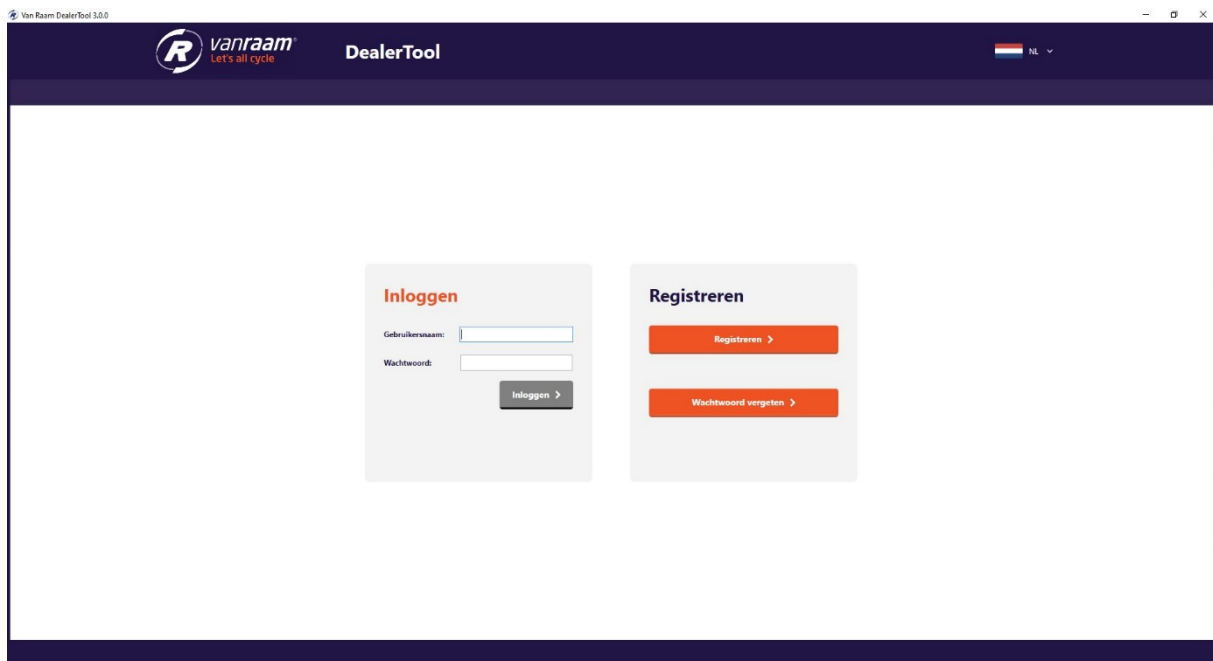 Van Raam DealerTool 3.0.0
R vanraam®
Let's all cycle
DealerTool
NL
Inloggen
Gebruikersnaam:
Wachtwoord:
Inloggen
Registreren
Registreren
Wachtwoord vergeten